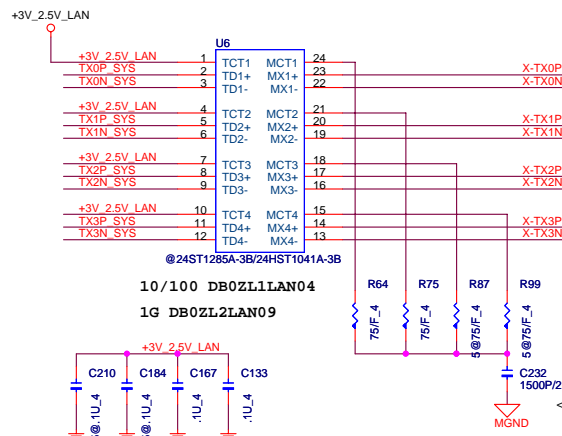 +3V_2.5V_LAN
U6
+3V_2.5V_LAN 1 TCT1 MCT1 24
TX0P_SYS 2 TD1+ MX1+ 23 X-TX0P
TX0N_SYS 3 TD1- MX1- 22 X-TX0N
+3V_2.5V_LAN 4 TCT2 MCT2 21
TX1P_SYS 5 TD2+ MX2+ 20 X-TX1P
TX1N_SYS 6 TD2- MX2- 19 X-TX1N
+3V_2.5V_LAN 7 TCT3 MCT3 18
TX2P_SYS 8 TD3+ MX3+ 17 X-TX2P
TX2N_SYS 9 TD3- MX3- 16 X-TX2N
+3V_2.5V_LAN 10 TCT4 MCT4 15
TX3P_SYS 11 TD4+ MX4+ 14 X-TX3P
TX3N_SYS 12 TD4- MX4- 13 X-TX3N
@24ST1285A-3B/24HST1041A-3B
10/100 DB0ZL1LAN04
1G DB0ZL2LAN09
R64 R75 R87 R99
75/F_4 75/F_4 5@75/F_4 5@75/F_4
+3V_2.5V_LAN
C210 C184 C167 C133
@.1U_4 5@.1U_4 .1U_4 .1U_4
C232
1500P/2
MGND